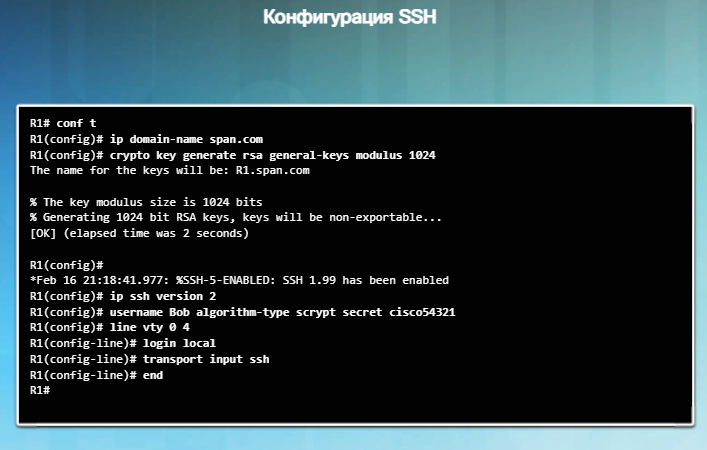 Конфигурация SSH
R1# conf t
R1(config)# ip domain-name span.com
R1(config)# crypto key generate rsa general-keys modulus 1024
The name for the keys will be: R1.span.com
% The key modulus size is 1024 bits
% Generating 1024 bit RSA keys, keys will be non-exportable...
[OK] (elapsed time was 2 seconds)
R1(config)#
*Feb 16 21:18:41.977: %SSH-5-ENABLED: SSH 1.99 has been enabled
R1(config)# ip ssh version 2
R1(config)# username Bob algorithm-type scrypt secret cisco54321
R1(config)# line vty 0 4
R1(config-line)# login local
R1(config-line)# transport input ssh
R1(config-line)# end
R1#